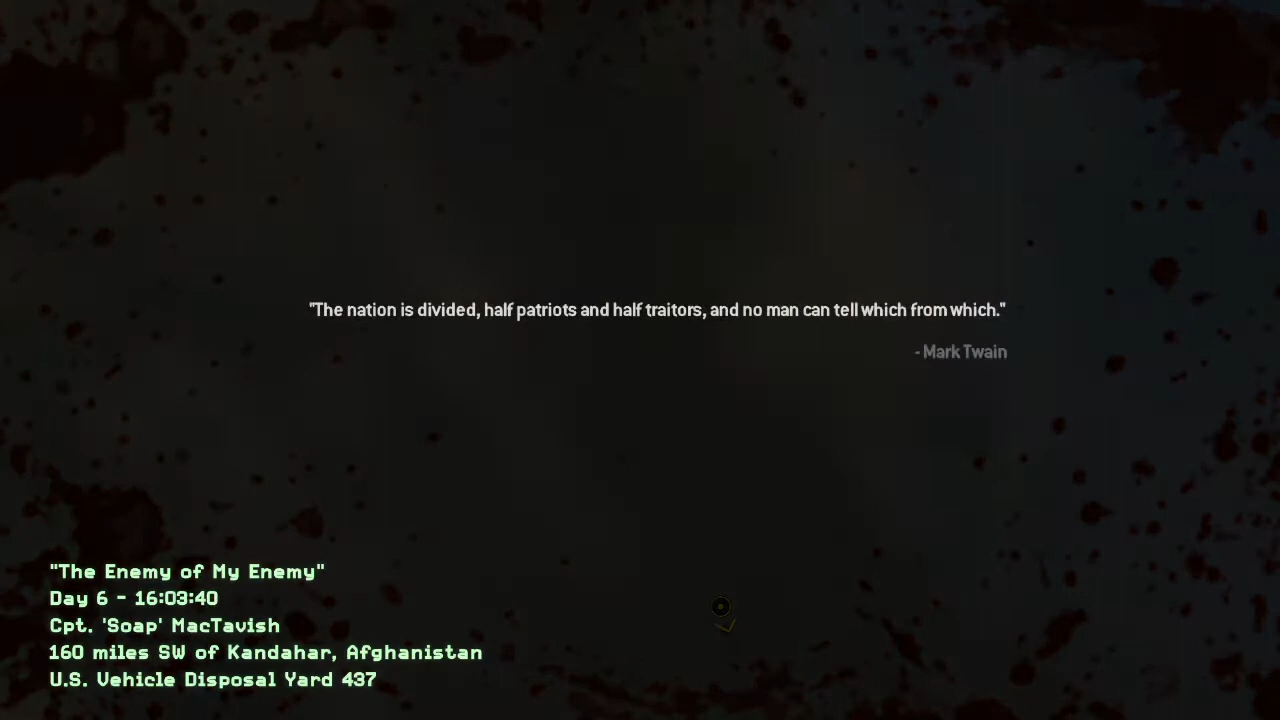 "The nation is divided, half patriots and half traitors, and no man can tell which from which."
- Mark Twain
"The Enemy of My Enemy"
Day 6 - 16:03:40
Cpt. 'Soap' MacTavish
160 miles SW of Kandahar, Afghanistan
U.S. Vehicle Disposal Yard 437